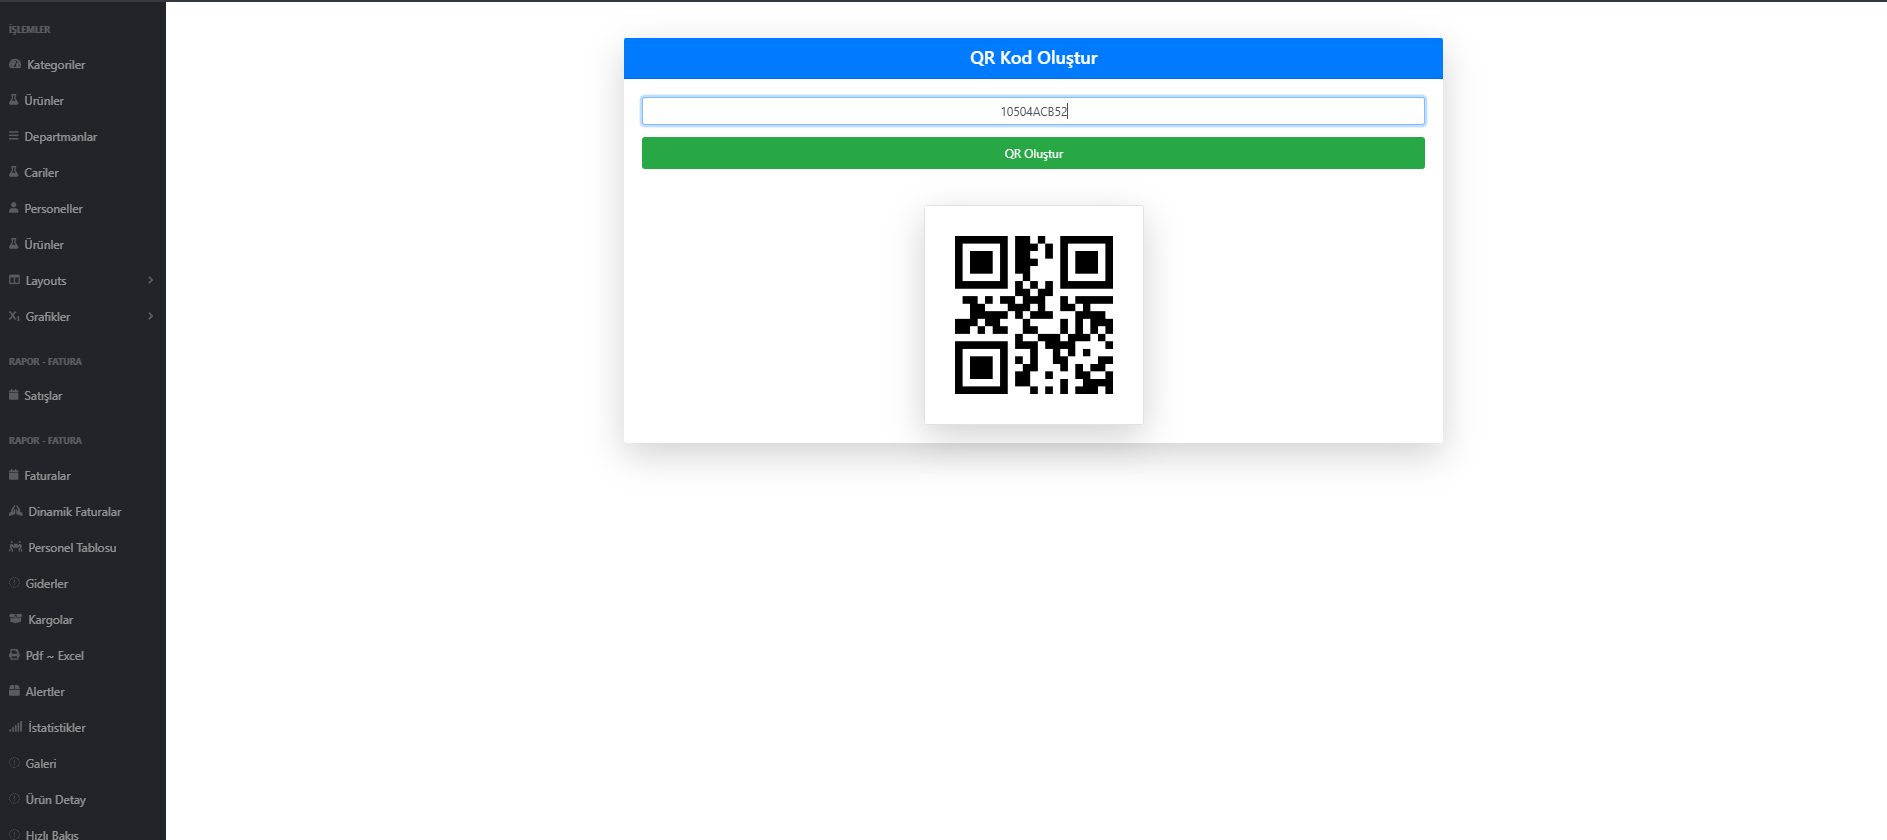 İŞLEMLER
Kategoriler
Ürünler
Departmanlar
Cariler
Personeller
Ürünler
Layouts
Grafikler
RAPOR - FATURA
Satışlar
RAPOR - FATURA
Faturalar
Dinamik Faturalar
Personel Tablosu
Giderler
Kargolar
Pdf ~ Excel
Alertler
İstatistikler
Galeri
Ürün Detay
Hızlı Bakış
QR Kod Oluştur
10504ACB52
QR Oluştur